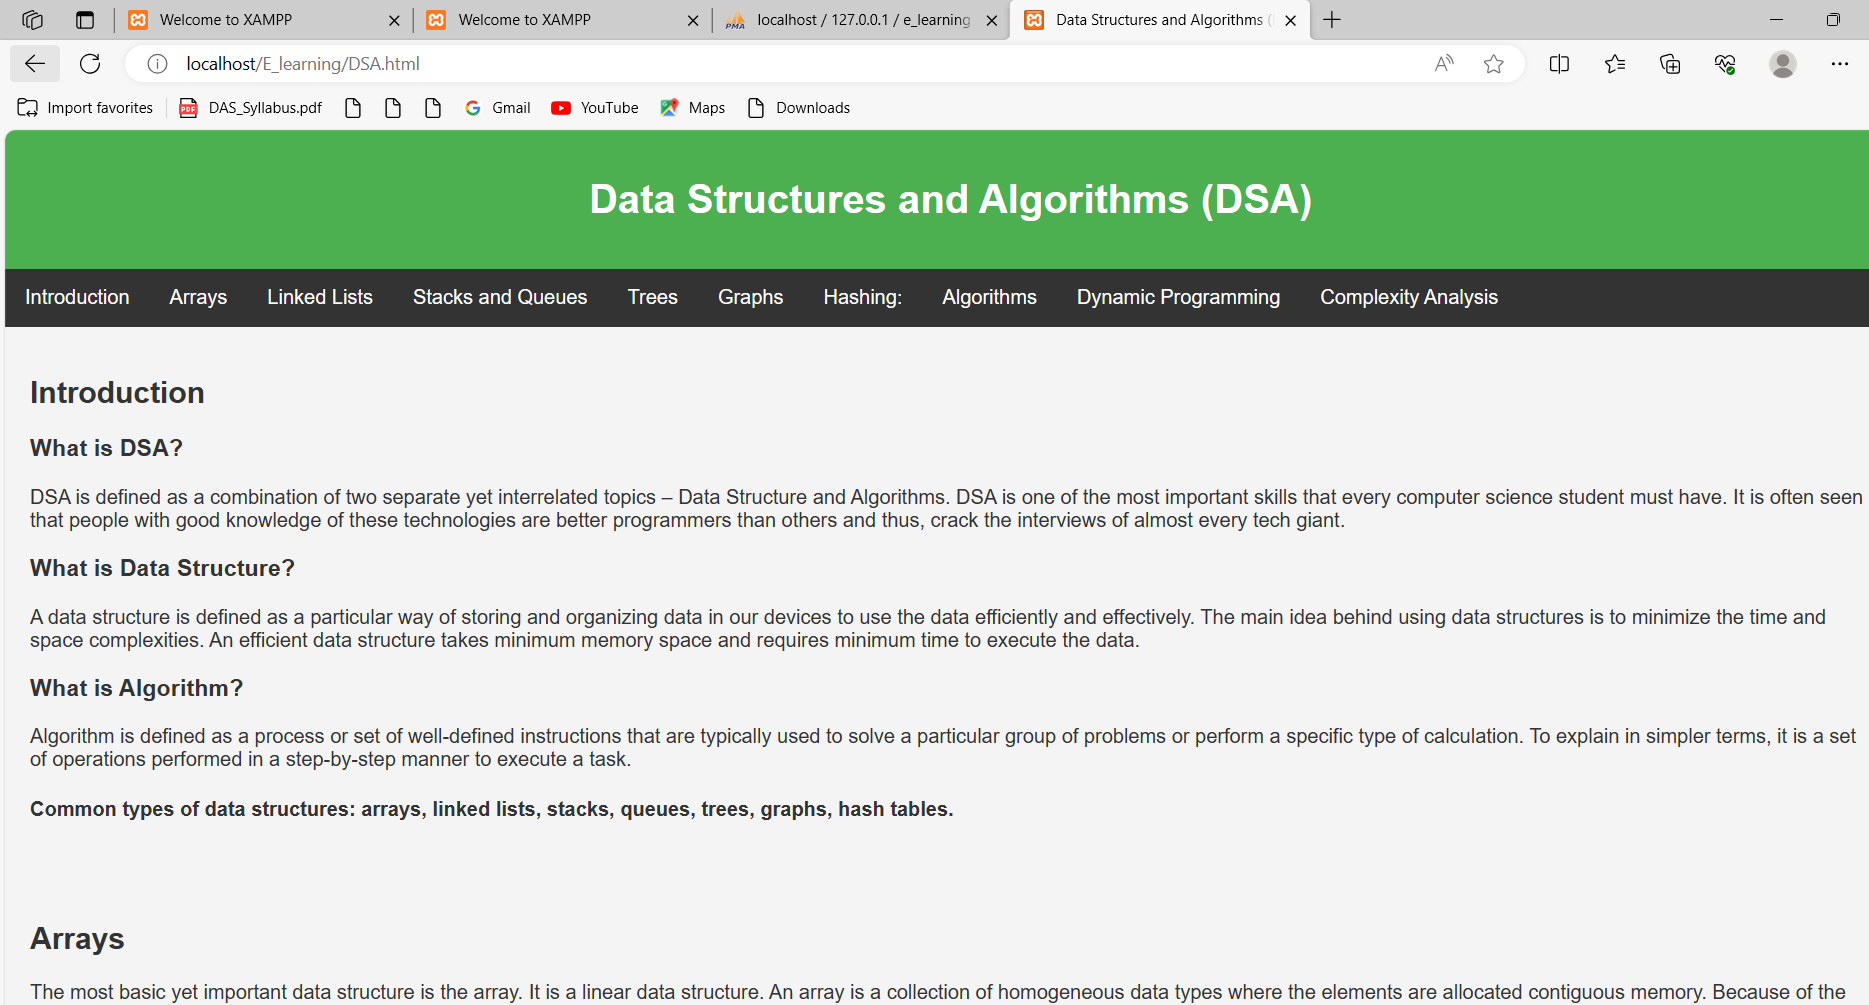 Welcome to XAMPP
Welcome to XAMPP
PMA
localhost / 127.0.0.1 / e_learning
Data Structures and Algorithms (
localhost/E_learning/DSA.html
A
Import favorites
PDF
DAS_Syllabus.pdf
G
Gmail
YouTube
Maps
Downloads
Data Structures and Algorithms (DSA)
Introduction Arrays Linked Lists Stacks and Queues Trees Graphs Hashing: Algorithms Dynamic Programming Complexity Analysis
Introduction
What is DSA?
DSA is defined as a combination of two separate yet interrelated topics – Data Structure and Algorithms. DSA is one of the most important skills that every computer science student must have. It is often seen
that people with good knowledge of these technologies are better programmers than others and thus, crack the interviews of almost every tech giant.
What is Data Structure?
A data structure is defined as a particular way of storing and organizing data in our devices to use the data efficiently and effectively. The main idea behind using data structures is to minimize the time and
space complexities. An efficient data structure takes minimum memory space and requires minimum time to execute the data.
What is Algorithm?
Algorithm is defined as a process or set of well-defined instructions that are typically used to solve a particular group of problems or perform a specific type of calculation. To explain in simpler terms, it is a set
of operations performed in a step-by-step manner to execute a task.
Common types of data structures: arrays, linked lists, stacks, queues, trees, graphs, hash tables.
Arrays
The most basic yet important data structure is the array. It is a linear data structure. An array is a collection of homogeneous data types where the elements are allocated contiguous memory. Because of the